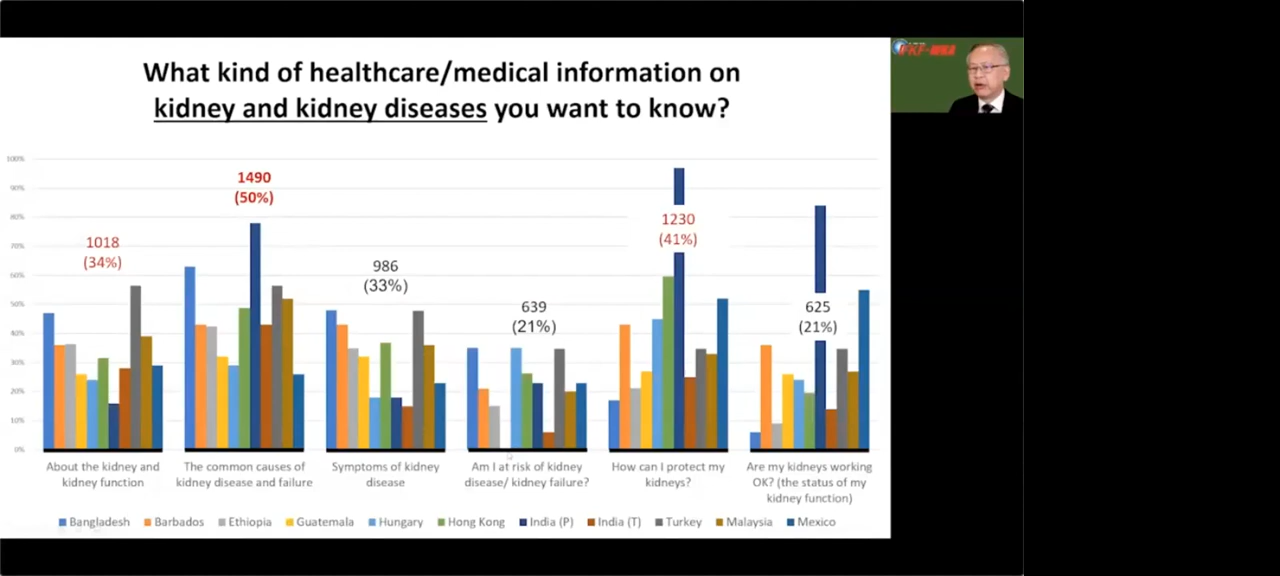 What kind of healthcare/medical information on
kidney and kidney diseases you want to know?
100%
90%
80%
70%
60%
50%
40%
30%
20%
10%
0%
1018
(34%)
1490
(50%)
986
(33%)
639
(21%)
1230
(41%)
625
(21%)
About the kidney and
kidney function
The common causes of
kidney disease and failure
Symptoms of kidney
disease
Am I at risk of kidney
disease/ kidney failure?
How can I protect my
kidneys?
Are my kidneys working
OK? (the status of my
kidney function)
Bangladesh Barbados Ethiopia Guatemala Hungary Hong Kong India (P) India (T) Turkey Malaysia Mexico